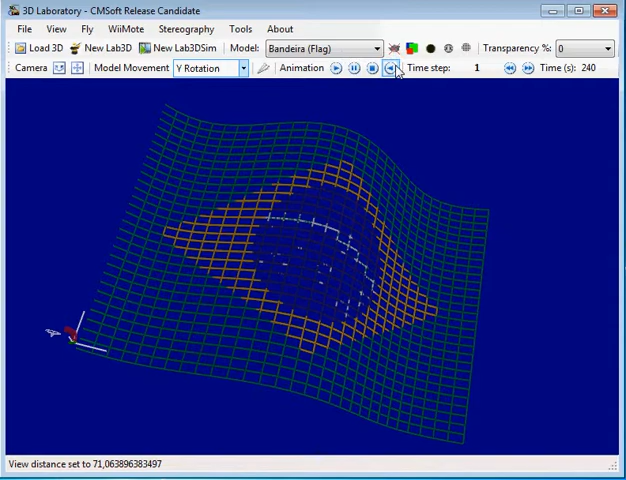 3D Laboratory - CMSoft Release Candidate
File View Fly WiiMote Stereography Tools About
Load 3D New Lab3D New Lab3DSim Model: Bandeira (Flag) Transparency %: 0
Camera Model Movement Y Rotation Animation Time step: 1 Time (s): 240
View distance set to 71,063896383497